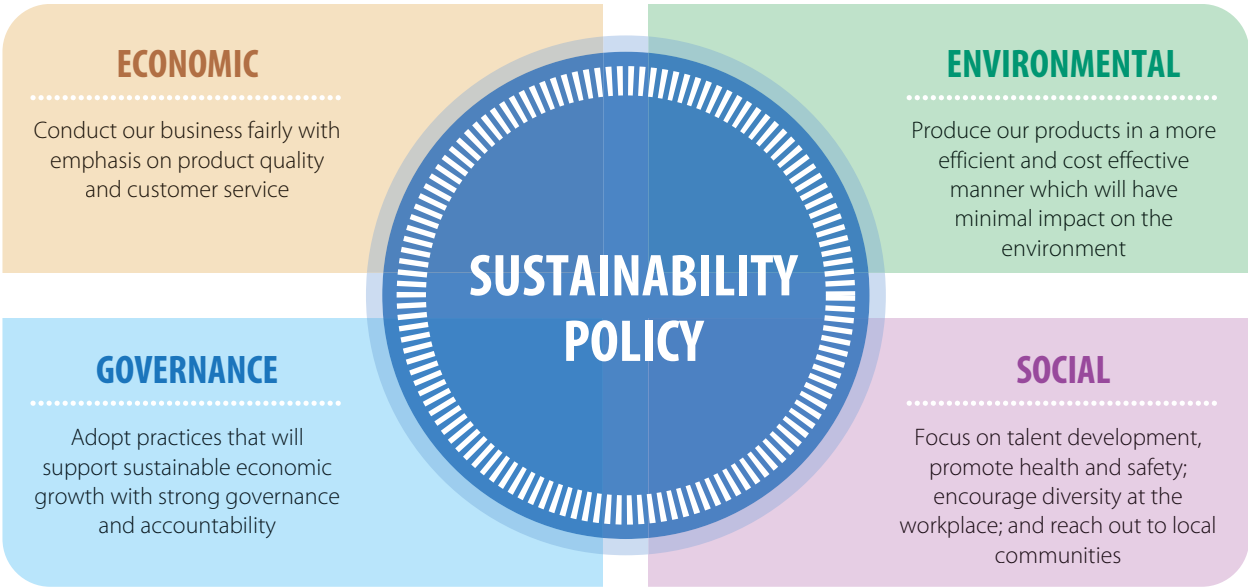 ECONOMIC
Conduct our business fairly with
emphasis on product quality
and customer service
ENVIRONMENTAL
Produce our products in a more
efficient and cost effective
manner which will have
minimal impact on the
environment
SUSTAINABILITY
POLICY
GOVERNANCE
Adopt practices that will
support sustainable economic
growth with strong governance
and accountability
SOCIAL
Focus on talent development,
promote health and safety;
encourage diversity at the
workplace; and reach out to local
communities